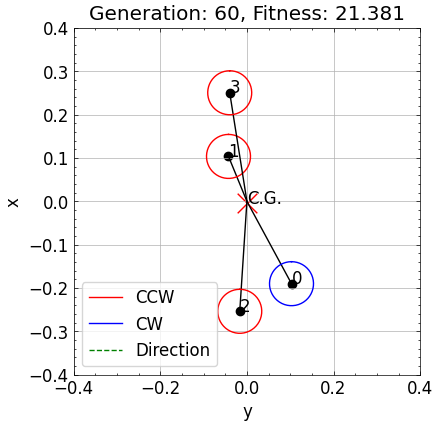 Generation: 60, Fitness: 21.381
0.4
0.3
0.2
0.1
0.0
−0.1
−0.2
−0.3
−0.4
x
3
1
C.G.
0
2
CCW
CW
Direction
−0.4 −0.2 0.0 0.2 0.4
y